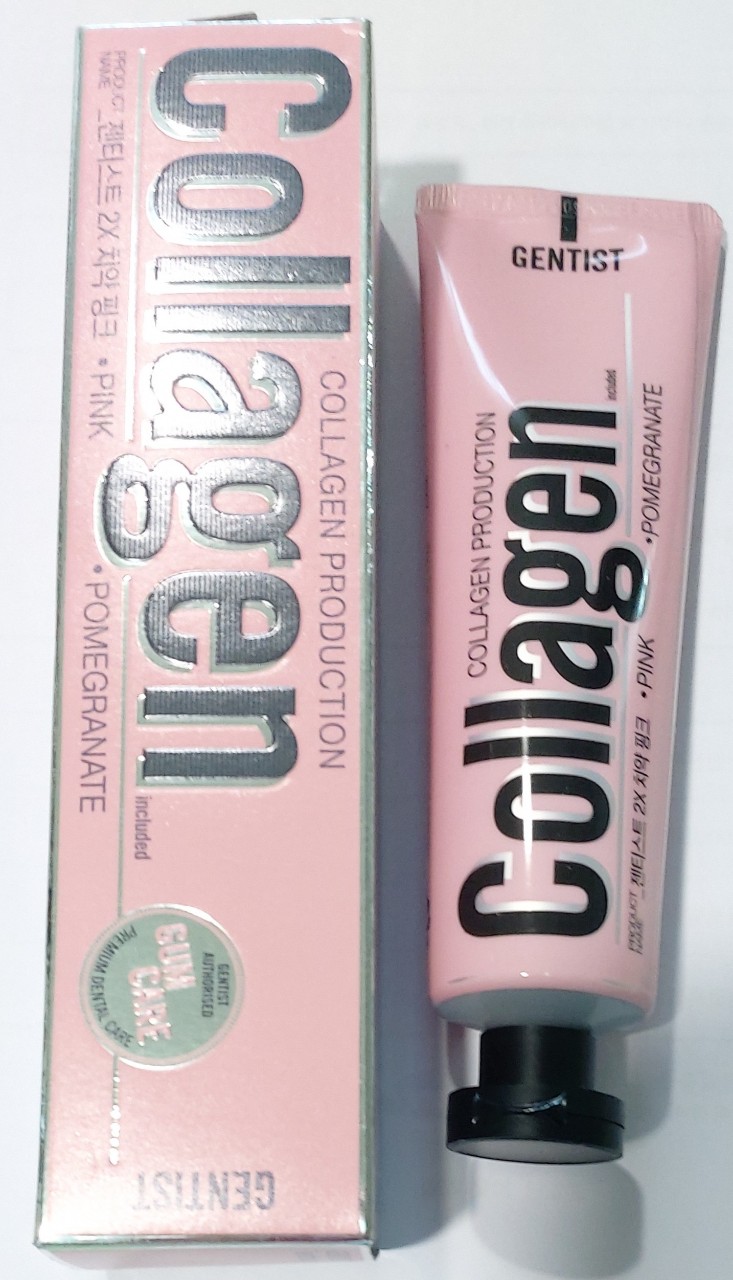 Collagen
COLLAGEN PRODUCTION
included
PRODUCT
NAME
_젠티스트 2X 치약 핑크
•PINK
•POMEGRANATE
GENTIST
AUTHORISED
GUM
CARE
PREMIUM DENTAL CARE
GENTIST
GENTIST
COLLAGEN PRODUCTION
Collagen
included
PRODUCT
NAME
_젠티스트 2X 치약 핑크
•PINK
•POMEGRANATE